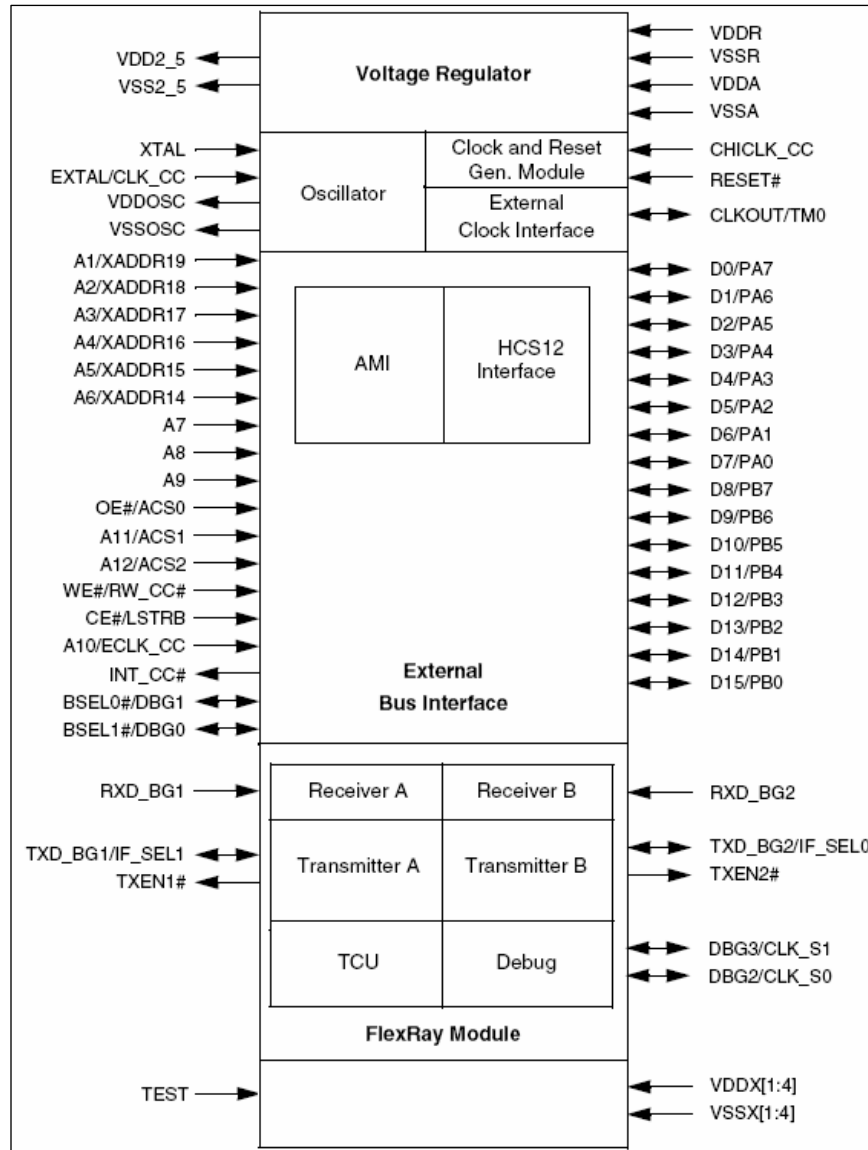 VDD2_5
VSS2_5
Voltage Regulator
VDDR
VSSR
VDDA
VSSA
XTAL
EXTAL/CLK_CC
VDDOSC
VSSOSC
Oscillator
Clock and Reset
Gen. Module
External
Clock Interface
CHICLK_CC
RESET#
CLKOUT/TM0
A1/XADDR19
A2/XADDR18
A3/XADDR17
A4/XADDR16
A5/XADDR15
A6/XADDR14
A7
A8
A9
OE#/ACS0
A11/ACS1
A12/ACS2
WE#/RW_CC#
CE#/LSTRB
A10/ECLK_CC
INT_CC#
BSEL0#/DBG1
BSEL1#/DBG0
AMI
HCS12
Interface
External
Bus Interface
D0/PA7
D1/PA6
D2/PA5
D3/PA4
D4/PA3
D5/PA2
D6/PA1
D7/PA0
D8/PB7
D9/PB6
D10/PB5
D11/PB4
D12/PB3
D13/PB2
D14/PB1
D15/PB0
RXD_BG1
TXD_BG1/IF_SEL1
TXEN1#
Receiver A
Receiver B
Transmitter A
Transmitter B
TCU
Debug
FlexRay Module
RXD_BG2
TXD_BG2/IF_SEL0
TXEN2#
DBG3/CLK_S1
DBG2/CLK_S0
TEST
VDDX[1:4]
VSSX[1:4]